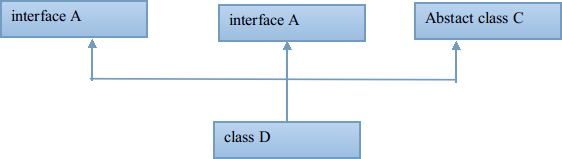 interface A
interface A
Abstact class C
class D